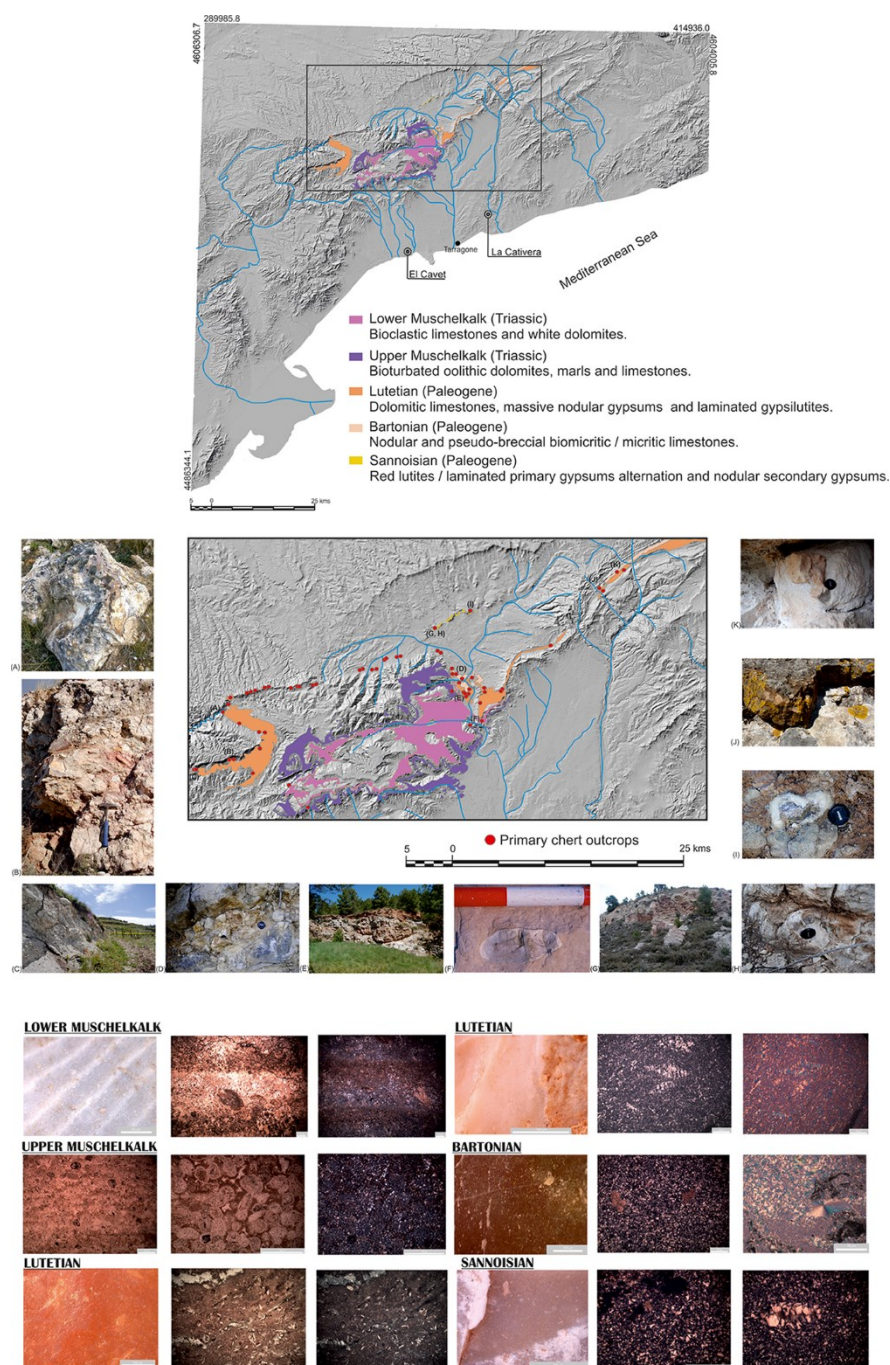 289985.8
414936.0
4606306.7
4604005.8
Tarragone
La Cativera
El Cavet
Mediterranean Sea
Lower Muschelkalk (Triassic)
Bioclastic limestones and white dolomites.
Upper Muschelkalk (Triassic)
Bioturbated oolithic dolomites, marls and limestones.
Lutetian (Paleogene)
Dolomitic limestones, massive nodular gypsums and laminated gypsilutites.
Bartonian (Paleogene)
Nodular and pseudo-breccial biomicritic / micritic limestones.
Sannoisian (Paleogene)
Red lutites / laminated primary gypsums alternation and nodular secondary gypsums.
4486344.1
5 0 25 kms
(K)
(J)
(I)
(G, H)
(D)
(E)
(B)
(A)
(K)
(J)
(B)
(I)
Primary chert outcrops
5 0 25 kms
(C)
(D)
(E)
(F)
(G)
(H)
LOWER MUSCHELKALK
LUTETIAN
UPPER MUSCHELKALK
BARTONIAN
LUTETIAN
SANNOISIAN